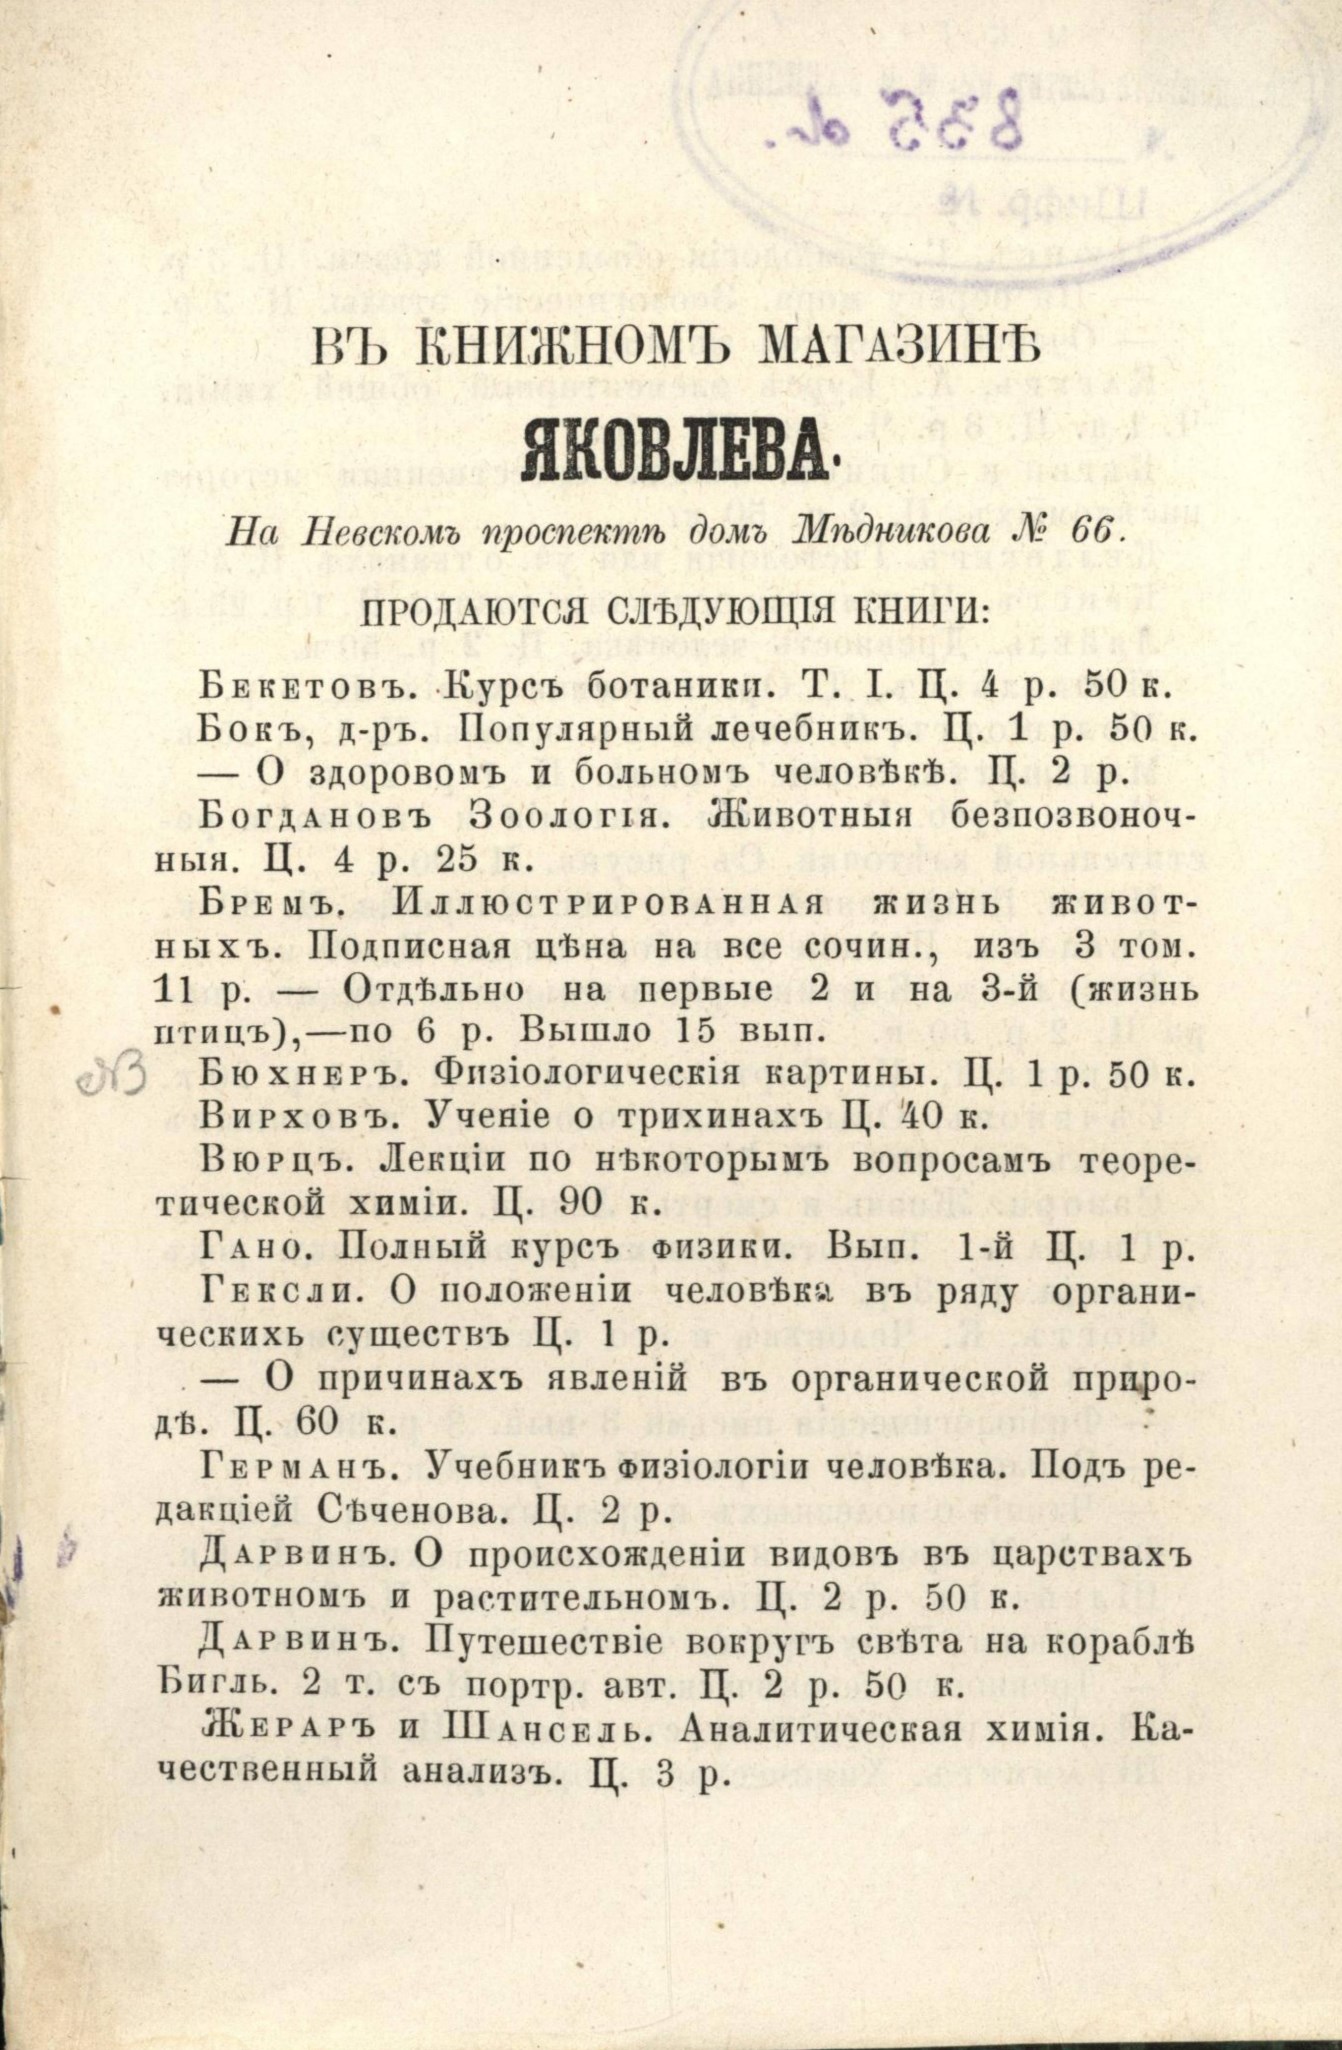 ВЪ КНИЖНОМЪ МАГАЗИНѢ
ЯКОВЛЕВА.
На Невскомъ проспектѣ домъ Мѣдникова № 66.
ПРОДАЮТСЯ СЛѢДУЮЩІЯ КНИГИ:
Бекетовъ. Курсъ ботаники. Т. I. Ц. 4 р. 50 к.
Бокъ, д-ръ. Популярный лечебникъ. Ц. 1 р. 50 к.
— О здоровомъ и больномъ человѣкѣ. Ц. 2 р.
Богдановъ Зоологія. Животныя безпозвоноч-
ныя. Ц. 4 р. 25 к.
Бремъ. Иллюстрированная жизнь живот-
ныхъ. Подписная цѣна на все сочин., изъ 3 том.
11 р. — Отдѣльно на первые 2 и на 3-й (жизнь
птицъ),—по 6 р. Вышло 15 вып.
NB Бюхнеръ. Физіологическія картины. Ц. 1 р. 50 к.
Вирховъ. Ученіе о трихинахъ Ц. 40 к.
Вюрцъ. Лекціи по нѣкоторымъ вопросамъ теоре-
тической химіи. Ц. 90 к.
Гано. Полный курсъ физики. Вып. 1-й Ц. 1 р.
Гексли. О положеніи человѣка въ ряду органи-
ческихь существъ Ц. 1 р.
— О причинахъ явленій въ органической приро-
дѣ. Ц. 60 к.
Германъ. Учебникъ физіологіи человѣка. Подъ ре-
дакціей Сѣченова. Ц. 2 р.
Дарвинъ. О происхожденіи видовъ въ царствахъ
животномъ и растительномъ. Ц. 2 р. 50 к.
Дарвинъ. Путешествіе вокругъ свѣта на кораблѣ
Бигль. 2 т. съ портр. авт. Ц. 2 р. 50 к.
Жераръ и Шансель. Аналитическая химія. Ка-
чественный анализъ. Ц. 3 р.